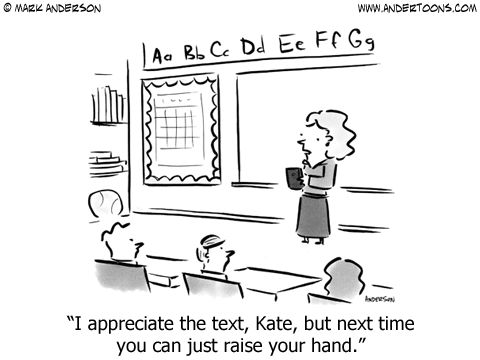 © MARK ANDERSON
WWW.ANDERTOONS.COM
Aa Bb Cc Dd Ee Ff Gg
ANDERSON
“I appreciate the text, Kate, but next time
you can just raise your hand.”